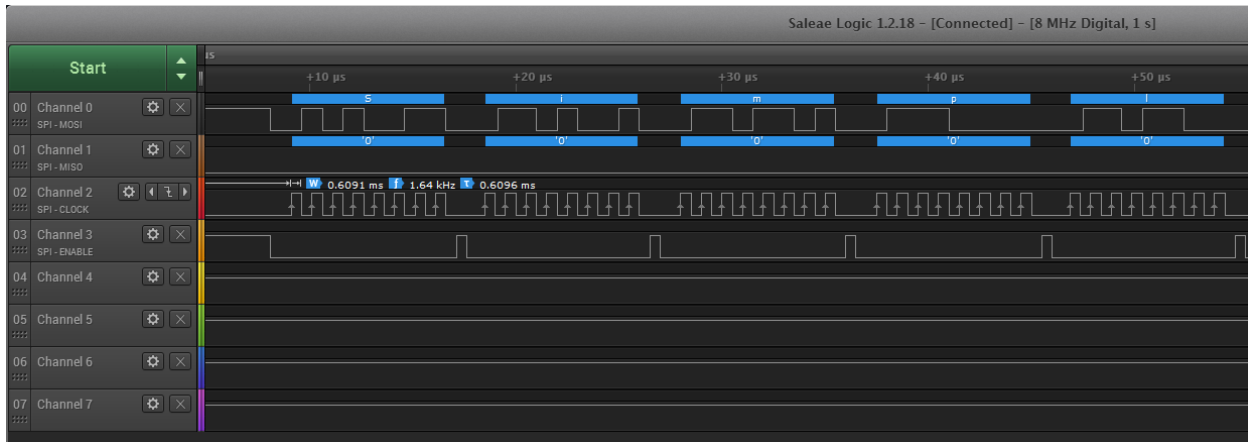 Saleae Logic 1.2.18 - [Connected] - [8 MHz Digital, 1 s]
Start
+10 µs
+20 µs
+30 µs
+40 µs
+50 µs
00 Channel 0
SPI - MOSI
S i m p l
01 Channel 1
SPI - MISO
'0' '0' '0' '0' '0'
02 Channel 2
SPI - CLOCK
W 0.6091 ms f 1.64 kHz T 0.6096 ms
03 Channel 3
SPI - ENABLE
04 Channel 4
05 Channel 5
06 Channel 6
07 Channel 7